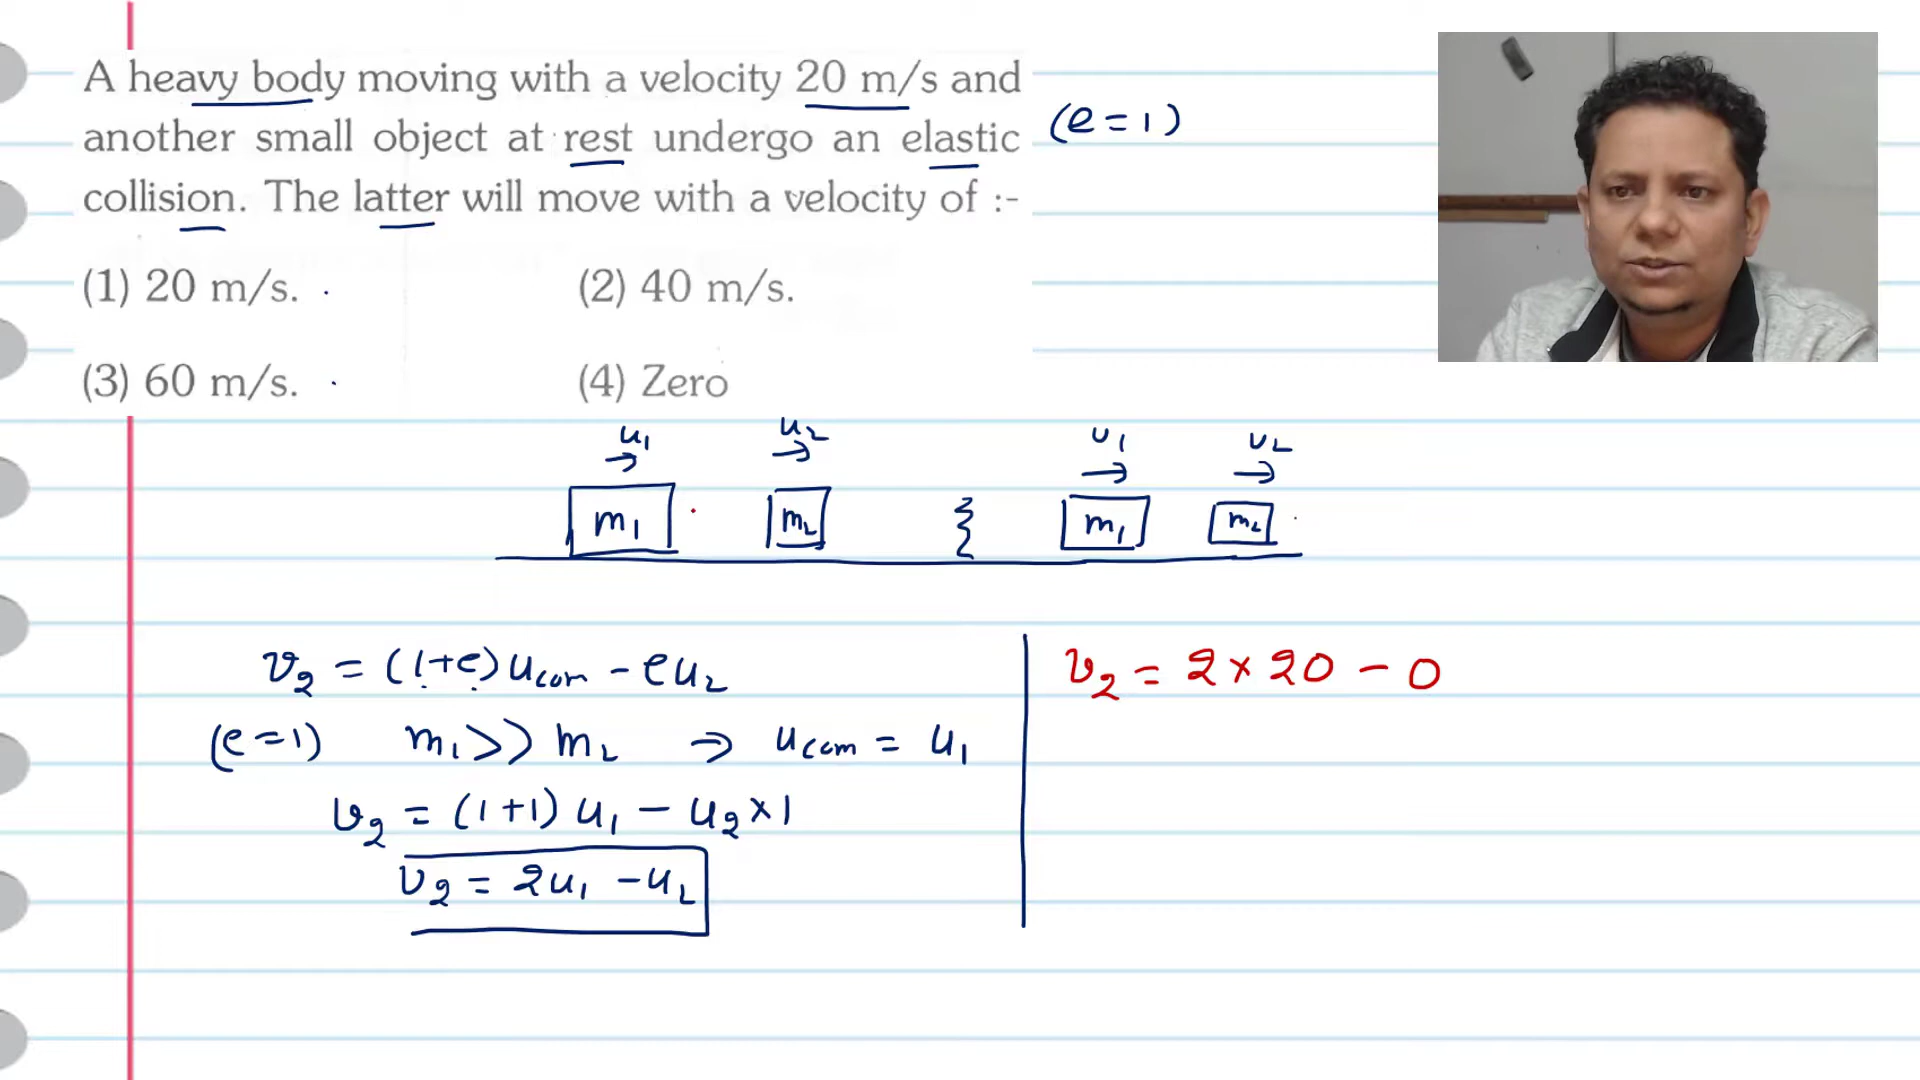 A heavy body moving with a velocity 20 m/s and
another small object at rest undergo an elastic
(e = 1)
collision. The latter will move with a velocity of :-
(1) 20 m/s.
(2) 40 m/s.
(3) 60 m/s.
(4) Zero
u₁
u₂
v₁
v₂
m₁
m₂
m₁
m₂
v₂ = (1+e) u_com - e u₂
(e = 1) m₁ >> m₂ → u_com = u₁
v₂ = (1+1) u₁ - u₂ × 1
v₂ = 2u₁ - u₂
v₂ = 2 × 20 - 0